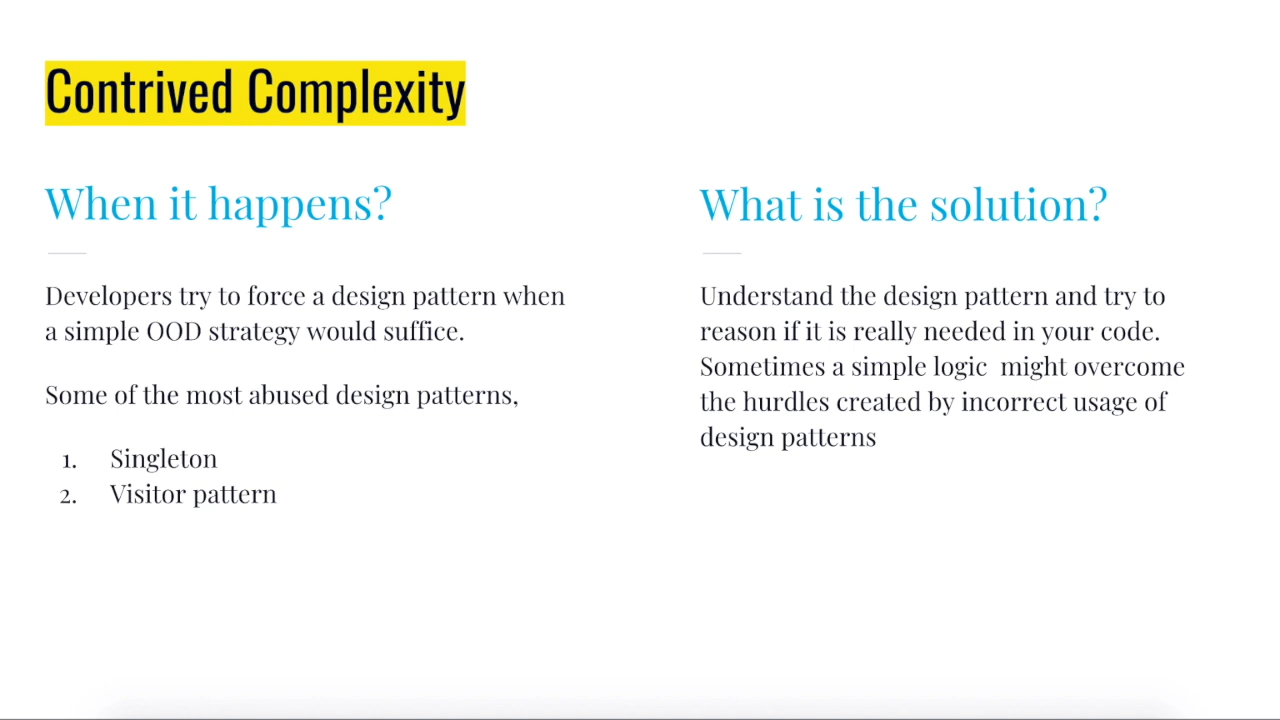 Contrived Complexity
When it happens?
Developers try to force a design pattern when
a simple OOD strategy would suffice.
Some of the most abused design patterns,
1. Singleton
2. Visitor pattern
What is the solution?
Understand the design pattern and try to
reason if it is really needed in your code.
Sometimes a simple logic  might overcome
the hurdles created by incorrect usage of
design patterns